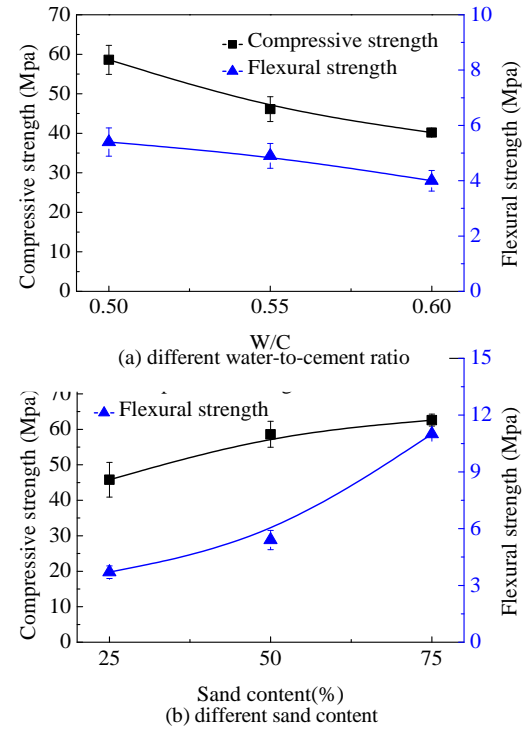 70
60
50
40
30
20
10
0
Compressive strength (Mpa)
Compressive strength
Flexural strength
10
8
6
4
2
0
Flexural strength (Mpa)
0.50 0.55 0.60
W/C
(a) different water-to-cement ratio
70
60
50
40
30
20
10
0
Compressive strength (Mpa)
Flexural strength
15
12
9
6
3
0
Flexural strength (Mpa)
25 50 75
Sand content(%)
(b) different sand content